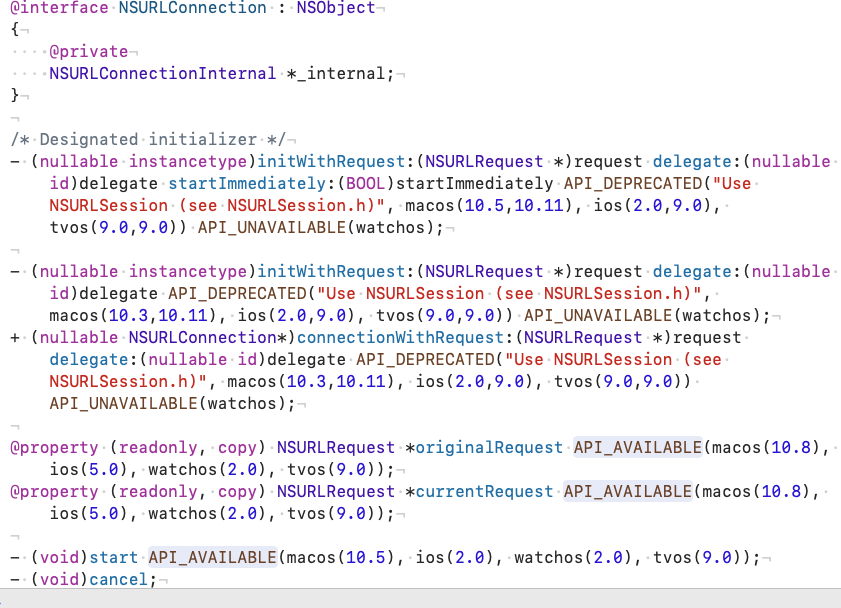 @interface NSURLConnection : NSObject
{
    @private
    NSURLConnectionInternal *_internal;
}

/* Designated initializer */
- (nullable instancetype)initWithRequest:(NSURLRequest *)request delegate:(nullable
    id)delegate startImmediately:(BOOL)startImmediately API_DEPRECATED("Use
    NSURLSession (see NSURLSession.h)", macos(10.5,10.11), ios(2.0,9.0),
    tvos(9.0,9.0)) API_UNAVAILABLE(watchos);

- (nullable instancetype)initWithRequest:(NSURLRequest *)request delegate:(nullable
    id)delegate API_DEPRECATED("Use NSURLSession (see NSURLSession.h)",
    macos(10.3,10.11), ios(2.0,9.0), tvos(9.0,9.0)) API_UNAVAILABLE(watchos);
+ (nullable NSURLConnection*)connectionWithRequest:(NSURLRequest *)request
    delegate:(nullable id)delegate API_DEPRECATED("Use NSURLSession (see
    NSURLSession.h)", macos(10.3,10.11), ios(2.0,9.0), tvos(9.0,9.0))
    API_UNAVAILABLE(watchos);

@property (readonly, copy) NSURLRequest *originalRequest API_AVAILABLE(macos(10.8),
    ios(5.0), watchos(2.0), tvos(9.0));
@property (readonly, copy) NSURLRequest *currentRequest API_AVAILABLE(macos(10.8),
    ios(5.0), watchos(2.0), tvos(9.0));

- (void)start API_AVAILABLE(macos(10.5), ios(2.0), watchos(2.0), tvos(9.0));
- (void)cancel;